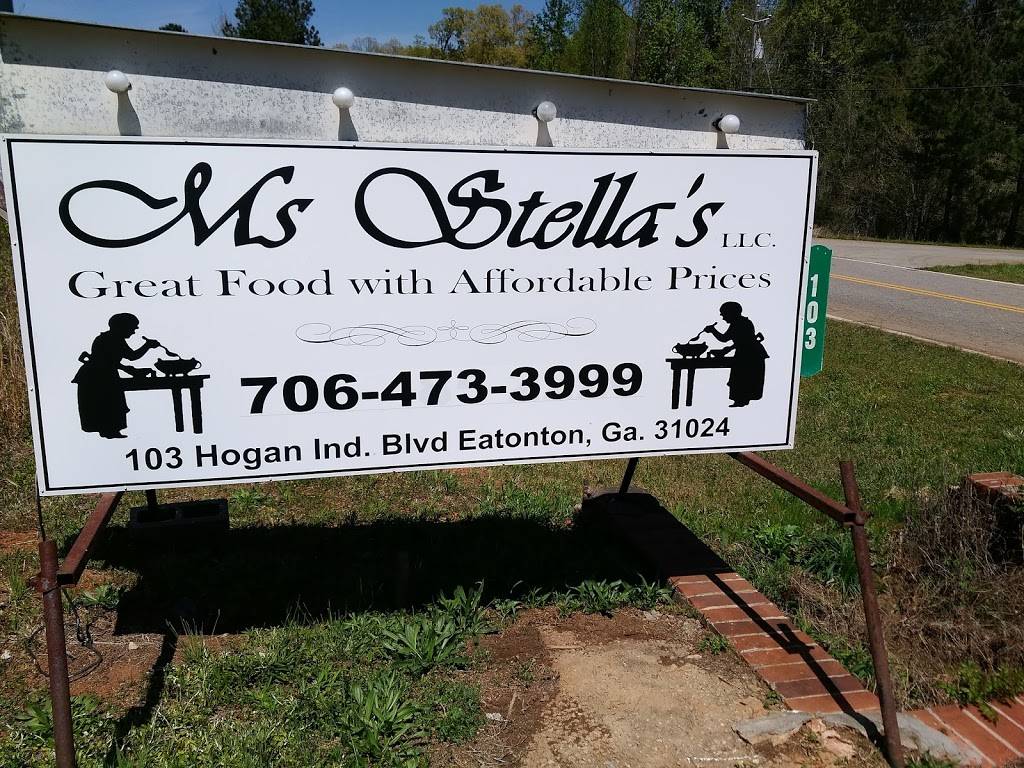 Ms Stella's LLC.
Great Food with Affordable Prices
706-473-3999
103 Hogan Ind. Blvd Eatonton, Ga. 31024
103